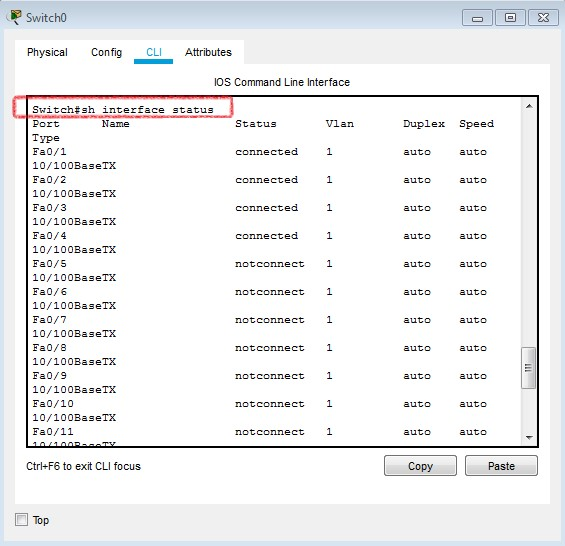 Switch0
Physical Config CLI Attributes
IOS Command Line Interface
Switch#sh interface status
Port Name Status Vlan Duplex Speed
Type
Fa0/1 connected 1 auto auto
10/100BaseTX
Fa0/2 connected 1 auto auto
10/100BaseTX
Fa0/3 connected 1 auto auto
10/100BaseTX
Fa0/4 connected 1 auto auto
10/100BaseTX
Fa0/5 notconnect 1 auto auto
10/100BaseTX
Fa0/6 notconnect 1 auto auto
10/100BaseTX
Fa0/7 notconnect 1 auto auto
10/100BaseTX
Fa0/8 notconnect 1 auto auto
10/100BaseTX
Fa0/9 notconnect 1 auto auto
10/100BaseTX
Fa0/10 notconnect 1 auto auto
10/100BaseTX
Fa0/11 notconnect 1 auto auto
10/100BaseTX
Ctrl+F6 to exit CLI focus Copy Paste
Top